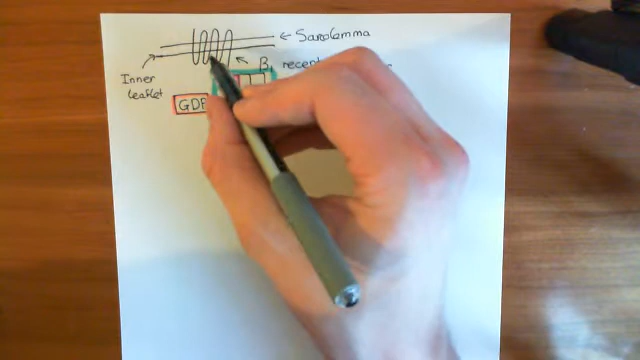 ← Sarcolemma
Inner
leaflet
β₁ recept
GDP